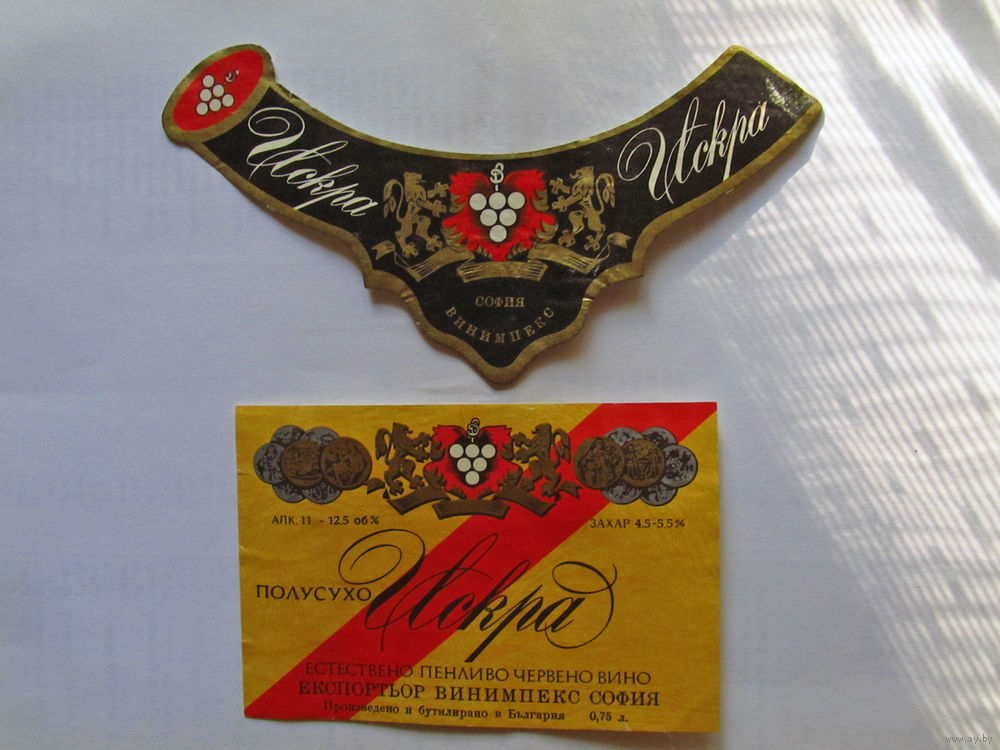 Искра
Искра
СОФИЯ
ВИНИМПЕКС
АЛК. 11 - 12.5 об %
ЗАХАР 4.5-5.5%
ПОЛУСУХО
Искра
ЕСТЕСТВЕНО ПЕНЛИВО ЧЕРВЕНО ВИНО
ЕКСПОРТЬОР ВИНИМПЕКС СОФИЯ
Произведено и бутилирано в България 0,75 л.
www.ay.by